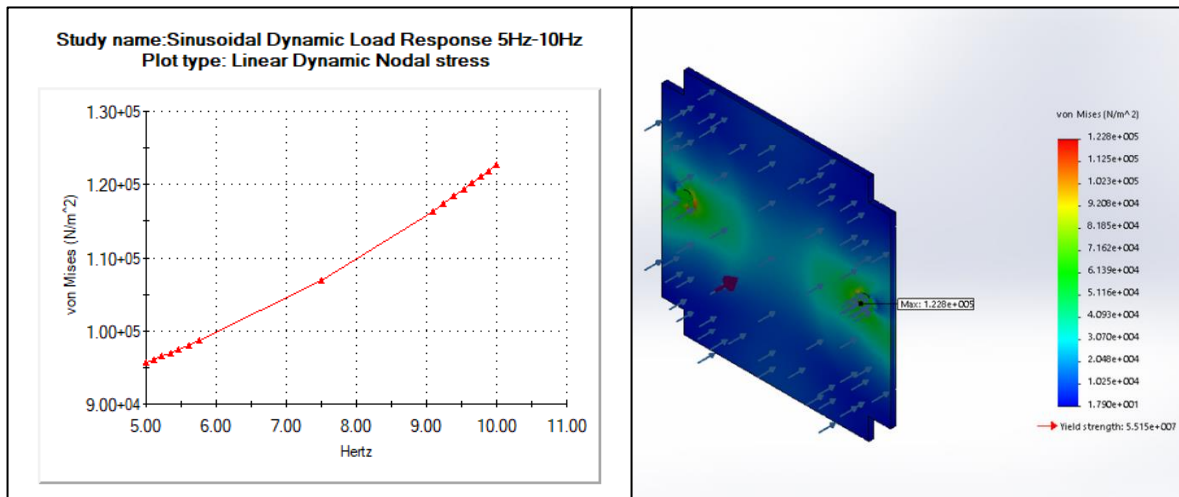 Study name:Sinusoidal Dynamic Load Response 5Hz-10Hz
Plot type: Linear Dynamic Nodal stress
von Mises (N/m^2)
1.30+05
1.20+05
1.10+05
1.00+05
9.00+04
5.00 6.00 7.00 8.00 9.00 10.00 11.00
Hertz
von Mises (N/m^2)
1.228e+005
1.125e+005
1.023e+005
9.208e+004
8.185e+004
7.162e+004
6.139e+004
5.116e+004
4.093e+004
3.070e+004
2.048e+004
1.025e+004
1.790e+001
Yield strength: 5.515e+007
Max: 1.228e+005